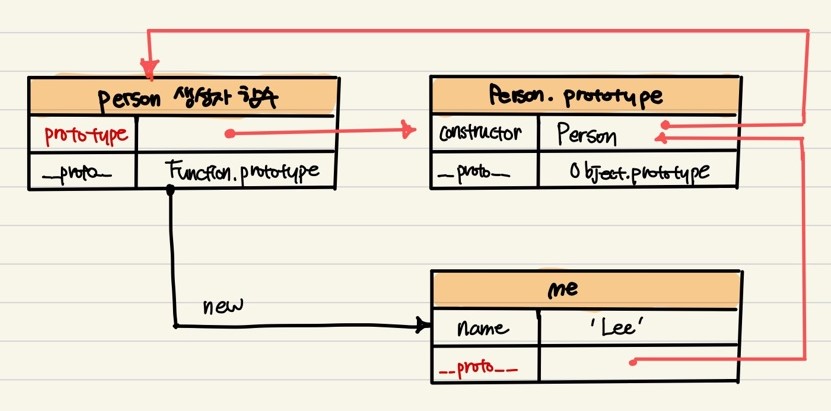 person 생성자 함수
prototype
__proto__ Function.prototype
Person.prototype
constructor Person
__proto__ Object.prototype
new
me
name 'Lee'
__proto__